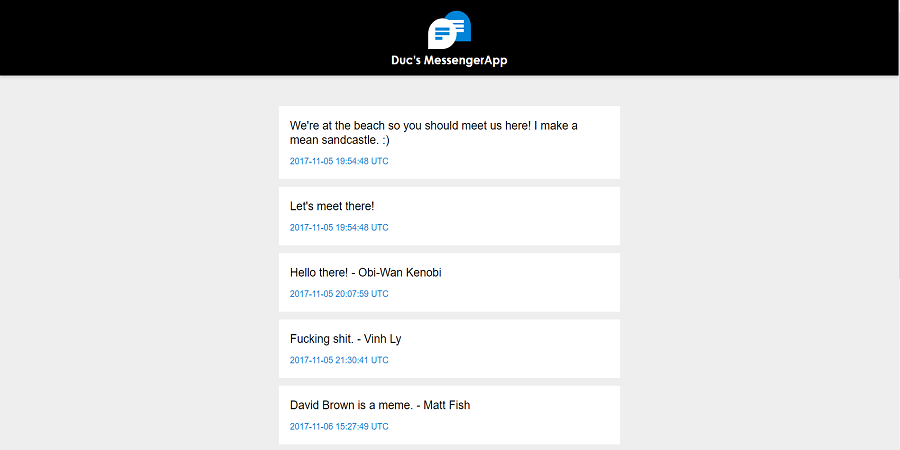 Duc's MessengerApp
We're at the beach so you should meet us here! I make a
mean sandcastle. :)
2017-11-05 19:54:48 UTC
Let's meet there!
2017-11-05 19:54:48 UTC
Hello there! - Obi-Wan Kenobi
2017-11-05 20:07:59 UTC
Fucking shit. - Vinh Ly
2017-11-05 21:30:41 UTC
David Brown is a meme. - Matt Fish
2017-11-06 15:27:49 UTC